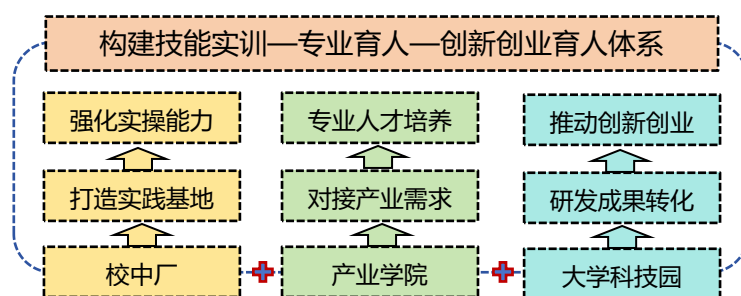 构建技能实训—专业育人—创新创业育人体系
强化实操能力
专业人才培养
推动创新创业
打造实践基地
对接产业需求
研发成果转化
校中厂
产业学院
大学科技园